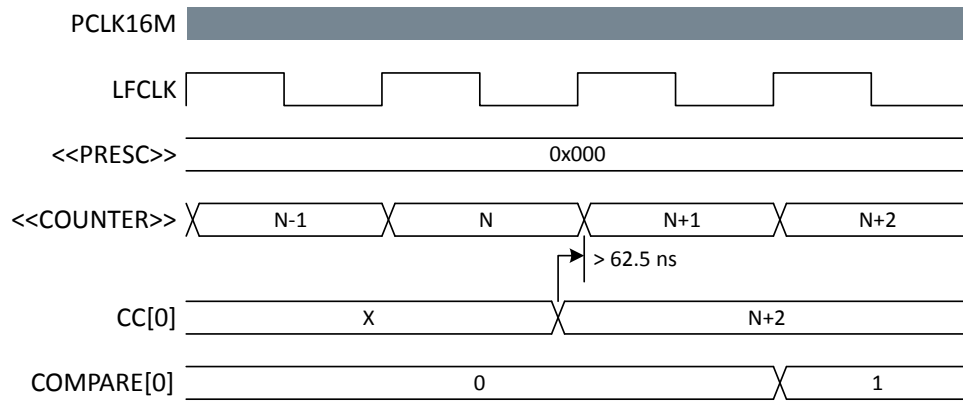 PCLK16M
LFCLK
<<PRESC>> 0x000
<<COUNTER>> N-1 N N+1 N+2
> 62.5 ns
CC[0] X N+2
COMPARE[0] 0 1